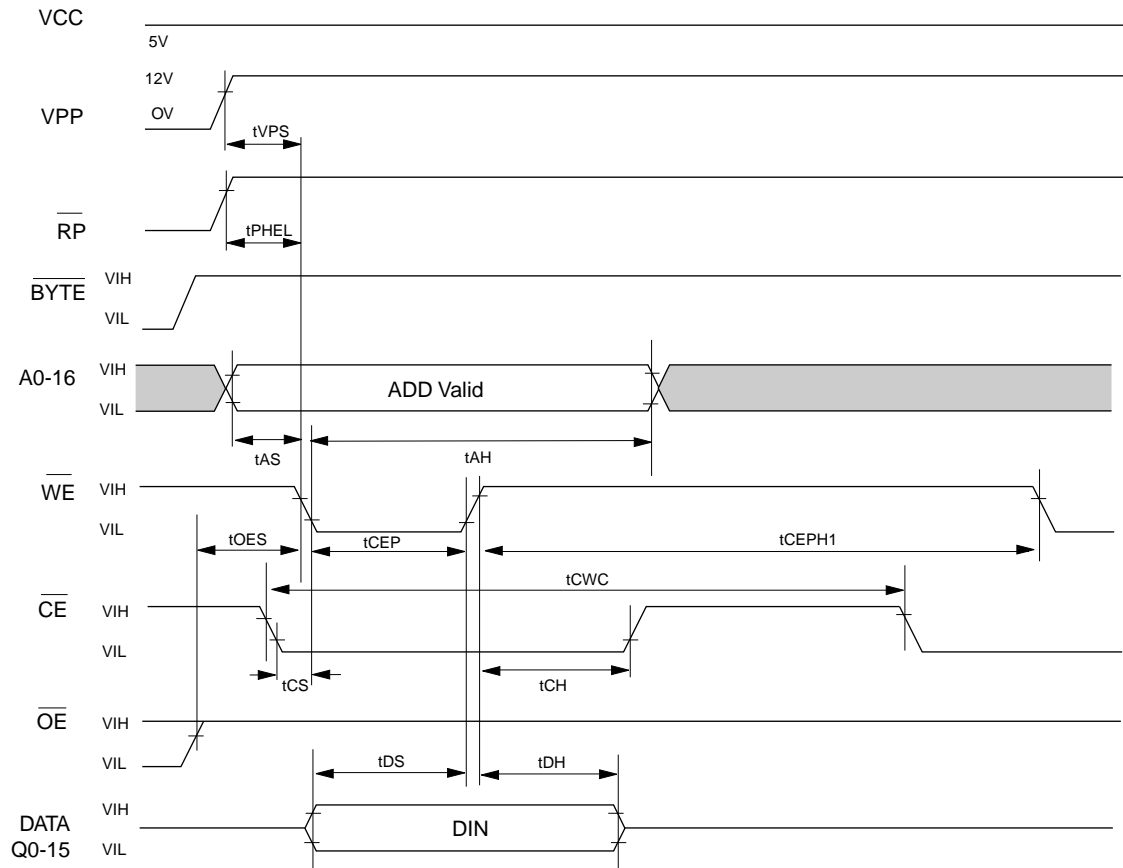 VCC
5V
12V
VPP
OV
tVPS
RP
tPHEL
BYTE
VIH
VIL
A0-16
VIH
VIL
ADD Valid
tAS
tAH
WE
VIH
VIL
tOES
tCEP
tCEPH1
tCWC
CE
VIH
VIL
tCS
tCH
OE
VIH
VIL
tDS
tDH
VIH
DATA
Q0-15
VIL
DIN